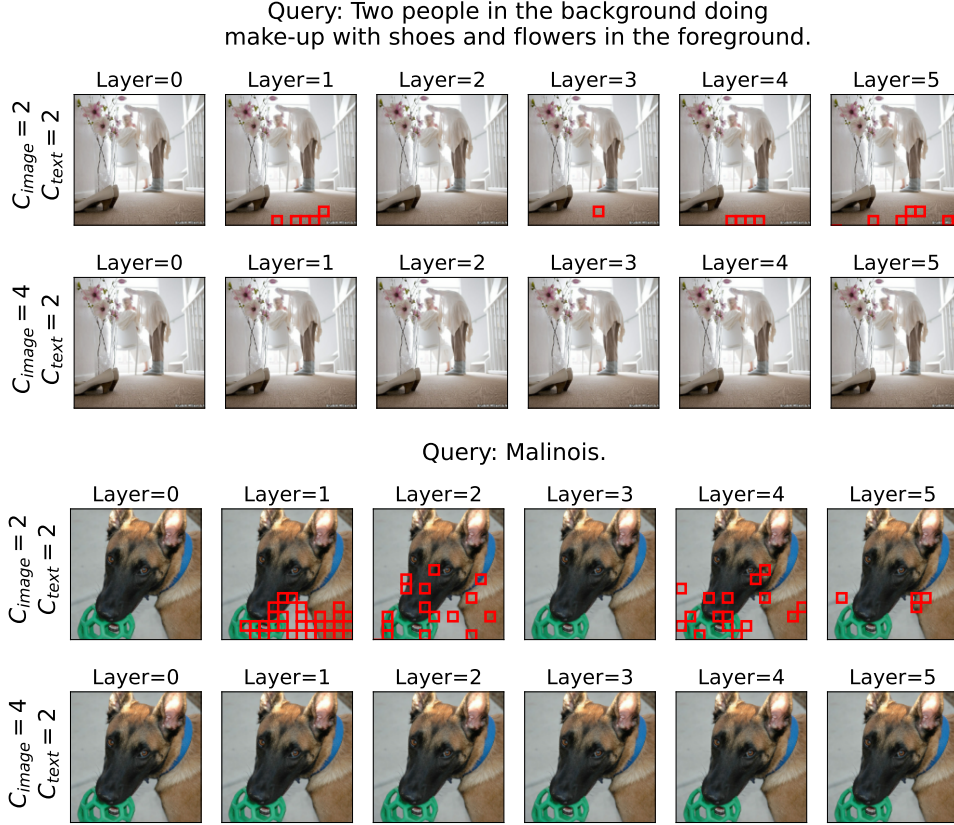 Query: Two people in the background doing
make-up with shoes and flowers in the foreground.
Layer=0 Layer=1 Layer=2 Layer=3 Layer=4 Layer=5
C_image = 2
C_text = 2
Layer=0 Layer=1 Layer=2 Layer=3 Layer=4 Layer=5
C_image = 4
C_text = 2
Query: Malinois.
Layer=0 Layer=1 Layer=2 Layer=3 Layer=4 Layer=5
C_image = 2
C_text = 2
Layer=0 Layer=1 Layer=2 Layer=3 Layer=4 Layer=5
C_image = 4
C_text = 2